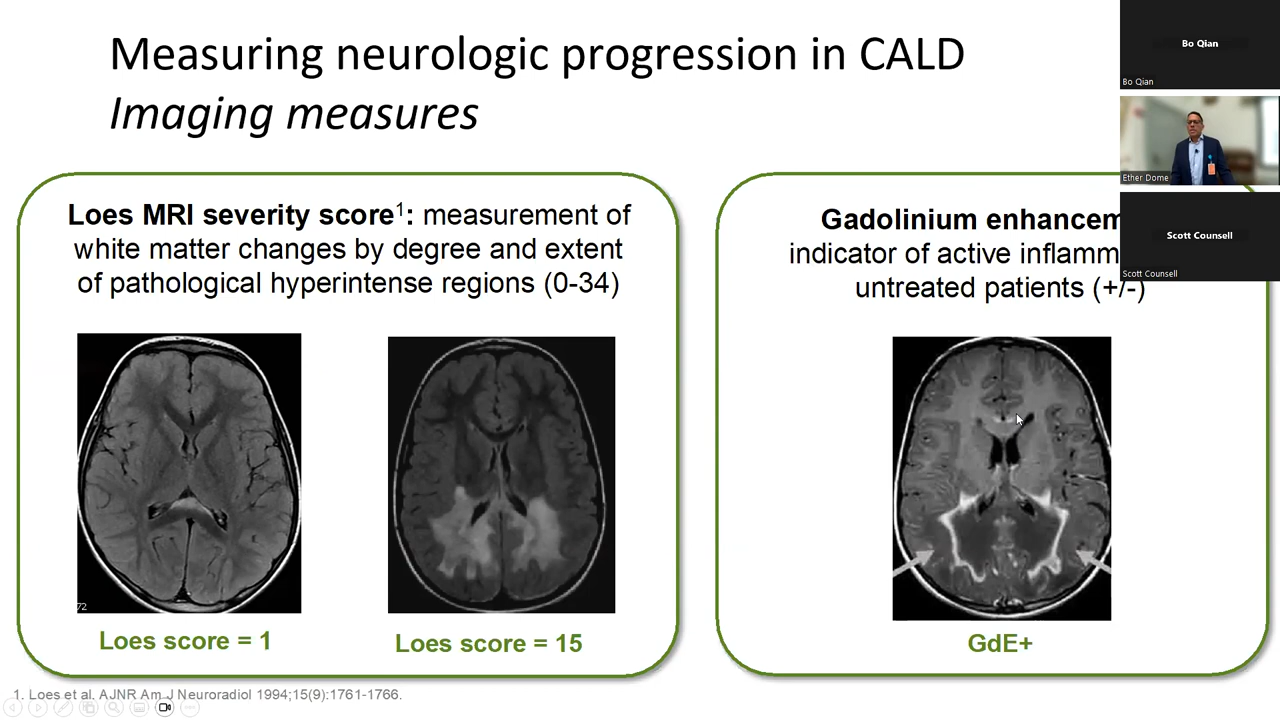 Measuring neurologic progression in CALD
Imaging measures
Loes MRI severity score1: measurement of
white matter changes by degree and extent
of pathological hyperintense regions (0-34)
72
Loes score = 1
Loes score = 15
Gadolinium enhancem
indicator of active inflamm
untreated patients (+/-)
GdE+
1. Loes et al. AJNR Am J Neuroradiol 1994;15(9):1761-1766.
Bo Qian
Bo Qian
Ether Dome
Scott Counsell
Scott Counsell